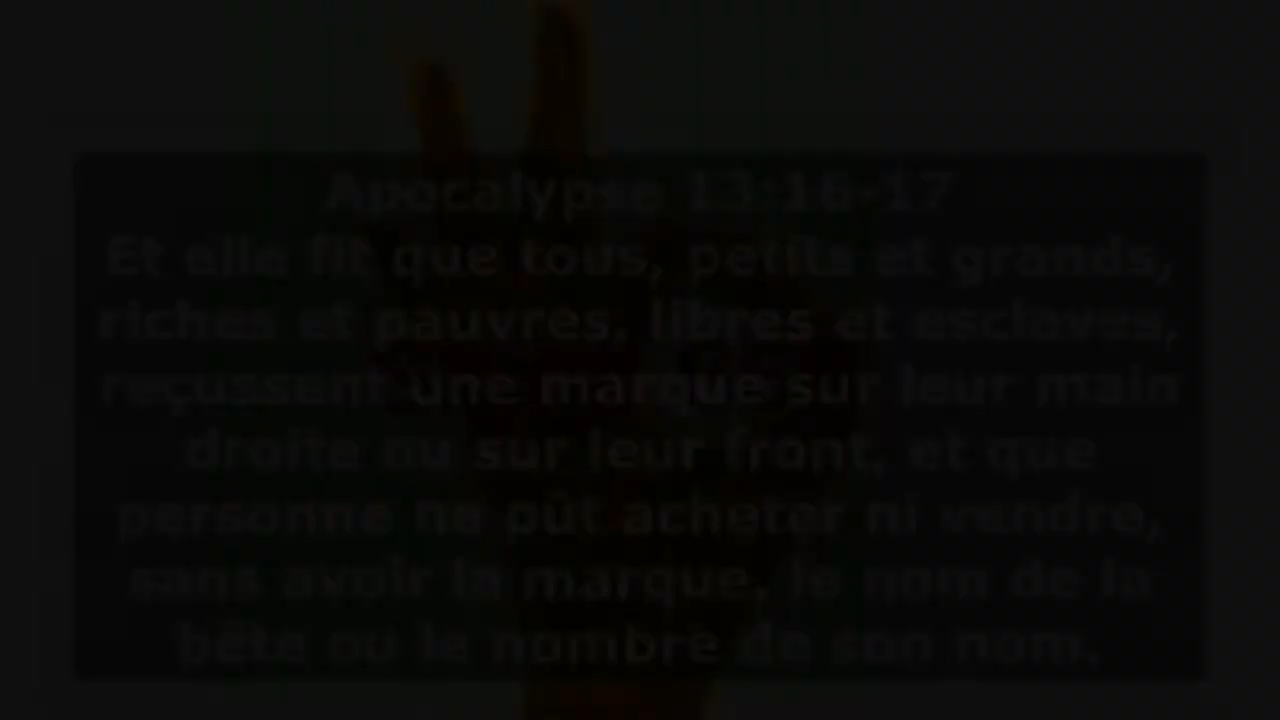 Apocalypse 13:16-17
Et elle fit que tous, petits et grands,
riches et pauvres, libres et esclaves,
reçussent une marque sur leur main
droite ou sur leur front, et que
personne ne pût acheter ni vendre,
sans avoir la marque, le nom de la
bête ou le nombre de son nom.